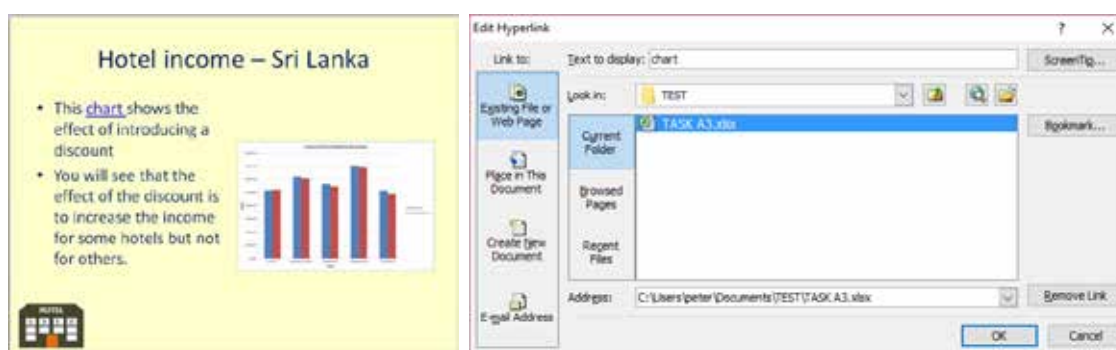 Hotel income – Sri Lanka
• This chart shows the
effect of introducing a
discount
• You will see that the
effect of the discount is
to increase the income
for some hotels but not
for others.
HOTEL
Edit Hyperlink
? X
Link to:
Text to display: chart
ScreenTip...
Existing File or
Web Page
Look in: TEST
Current
Folder
TASK A3.xlsx
Bookmark...
Place in This
Document
Browsed
Pages
Create New
Document
Recent
Files
E-mail Address
Address: C:\Users\peter\Documents\TEST\TASK A3.xlsx
Remove Link
OK
Cancel